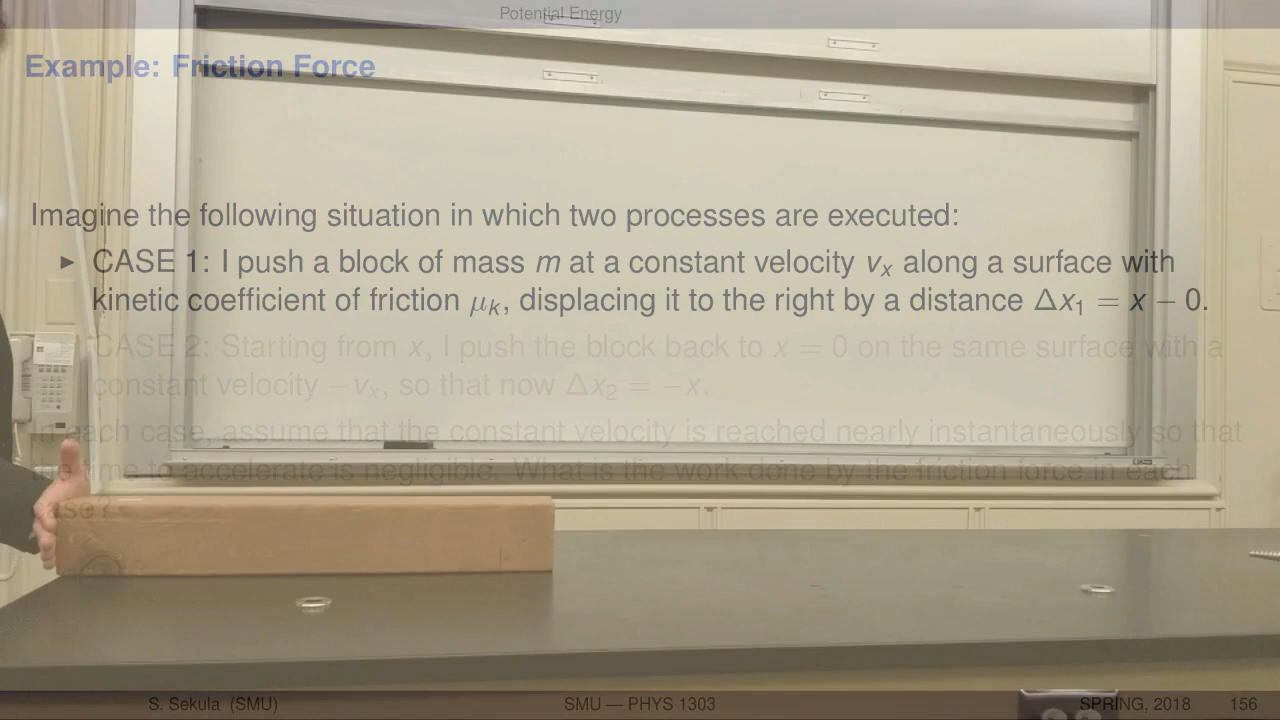 Potential Energy
Example: Friction Force
Imagine the following situation in which two processes are executed:
► CASE 1: I push a block of mass m at a constant velocity vₓ along a surface with
kinetic coefficient of friction μₖ, displacing it to the right by a distance Δx₁ = x − 0.
CASE 2: Starting from x, I push the block back to x = 0 on the same surface with a
constant velocity −vₓ, so that now Δx₂ = −x.
In each case, assume that the constant velocity is reached nearly instantaneously so that
the time to accelerate is negligible. What is the work done by the friction force in each
case?
S. Sekula (SMU)
SMU — PHYS 1303
SPRING, 2018
156